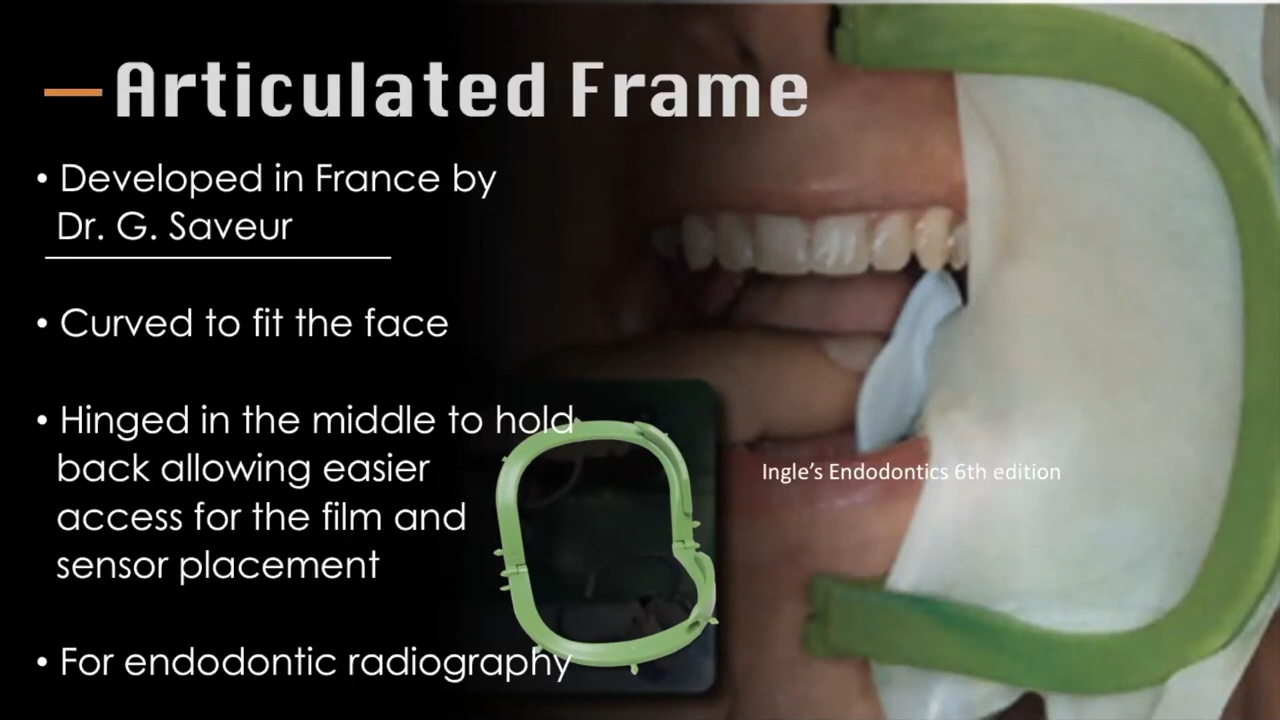 Articulated Frame
• Developed in France by
Dr. G. Saveur
• Curved to fit the face
• Hinged in the middle to hold
back allowing easier
access for the film and
sensor placement
• For endodontic radiography
Ingle's Endodontics 6th edition